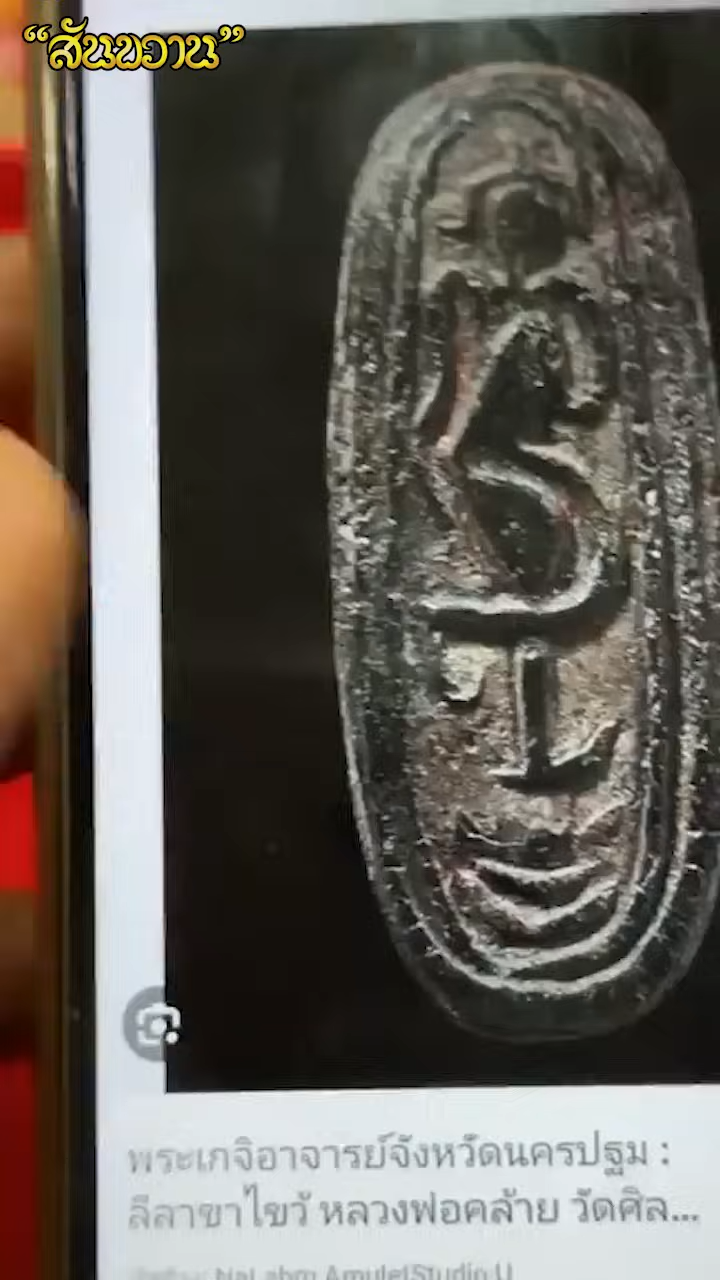 “สันขวาน”
พระเกจิอาจารย์จังหวัดนครปฐม :
ลีลาขาไขว้ หลวงพ่อคล้าย วัดศิล...
AmuletStudio